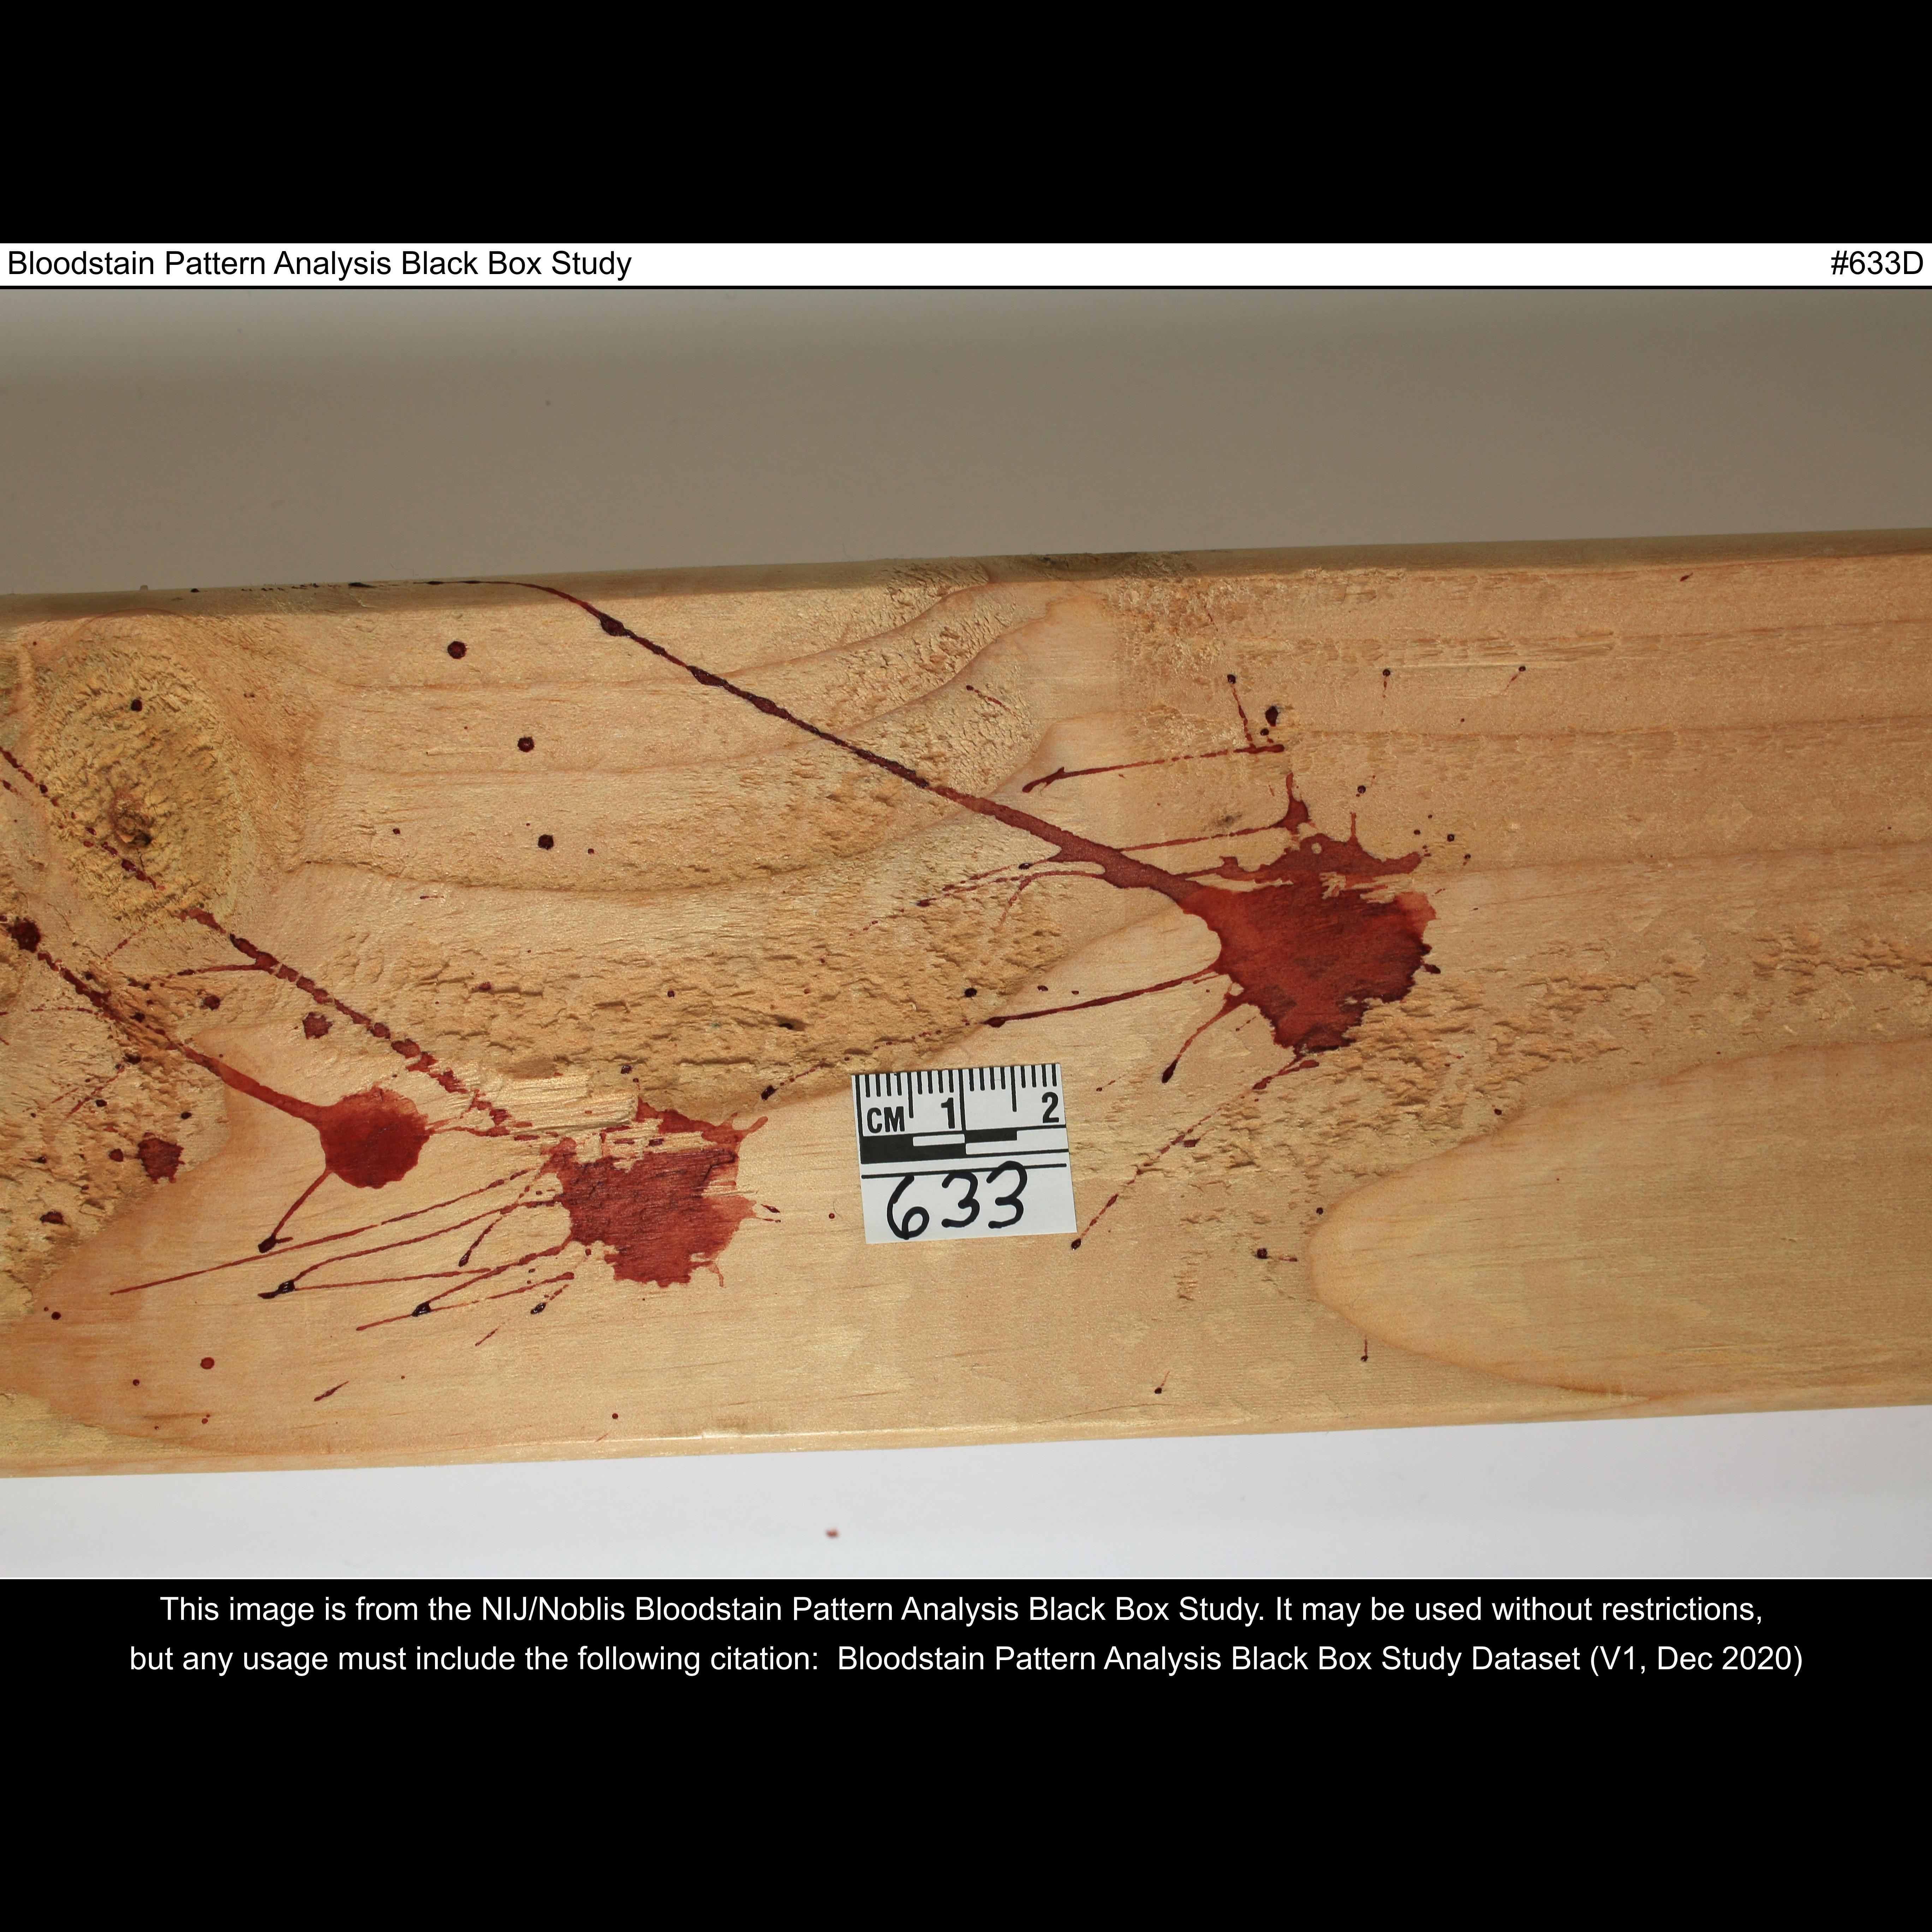 Bloodstain Pattern Analysis Black Box Study #633D
CM 1 2
633
This image is from the NIJ/Noblis Bloodstain Pattern Analysis Black Box Study. It may be used without restrictions,
but any usage must include the following citation: Bloodstain Pattern Analysis Black Box Study Dataset (V1, Dec 2020)